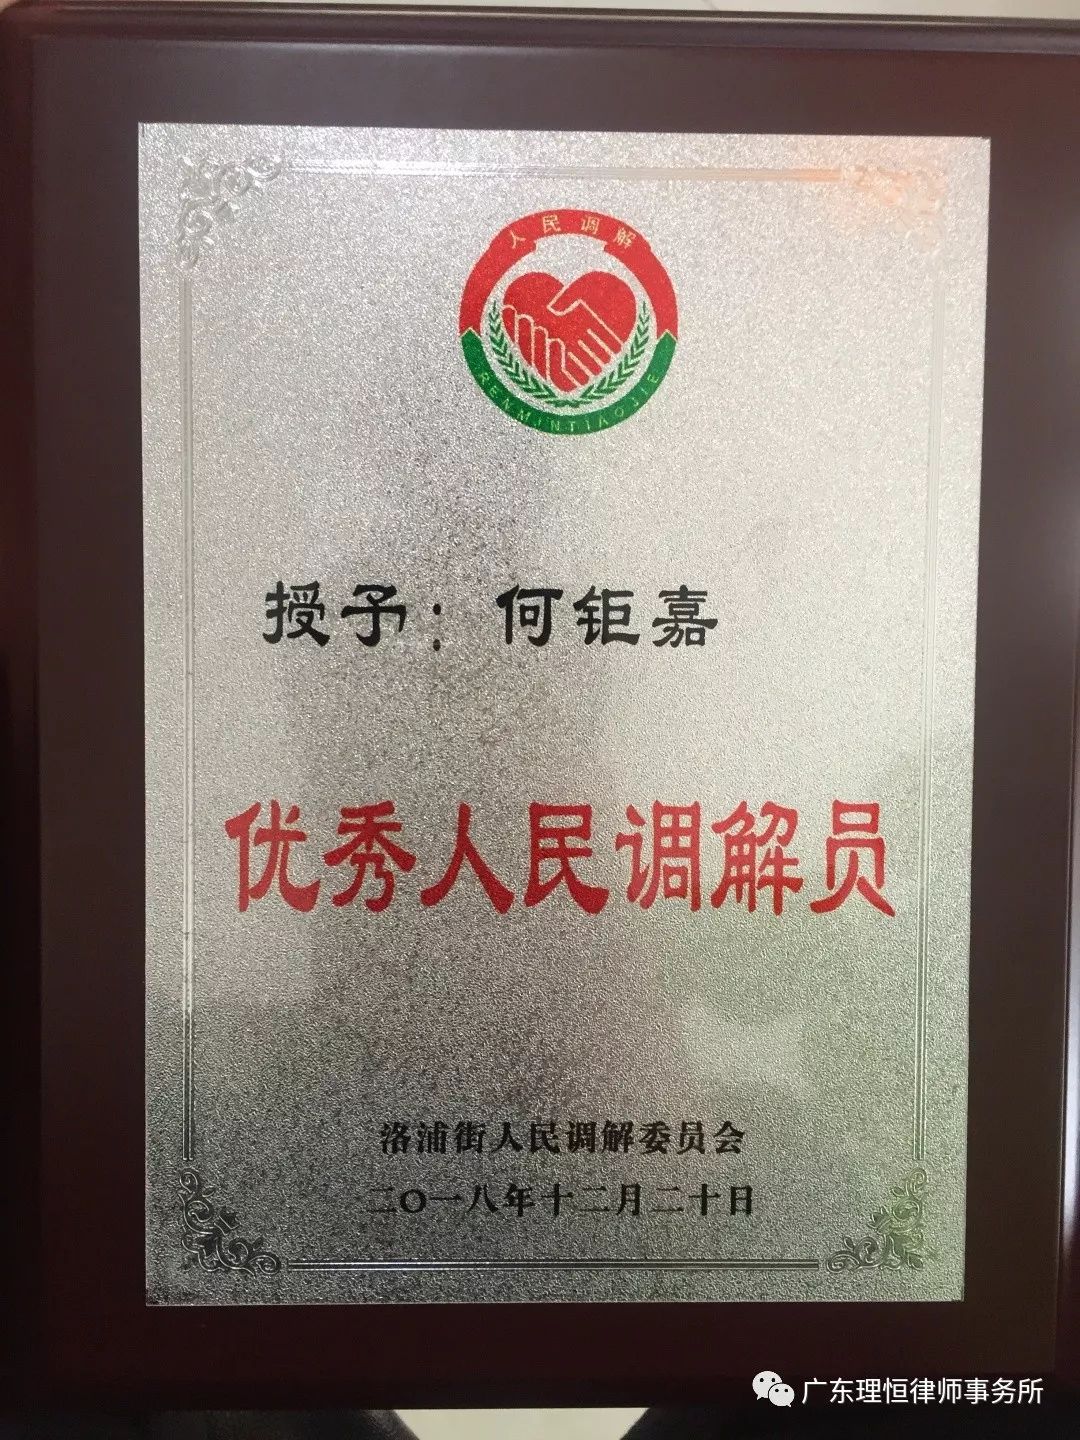 人民调解
RENMINTIAOJIE
授予：何钜嘉
优秀人民调解员
洛浦街人民调解委员会
二〇一八年十二月二十日
广东理恒律师事务所